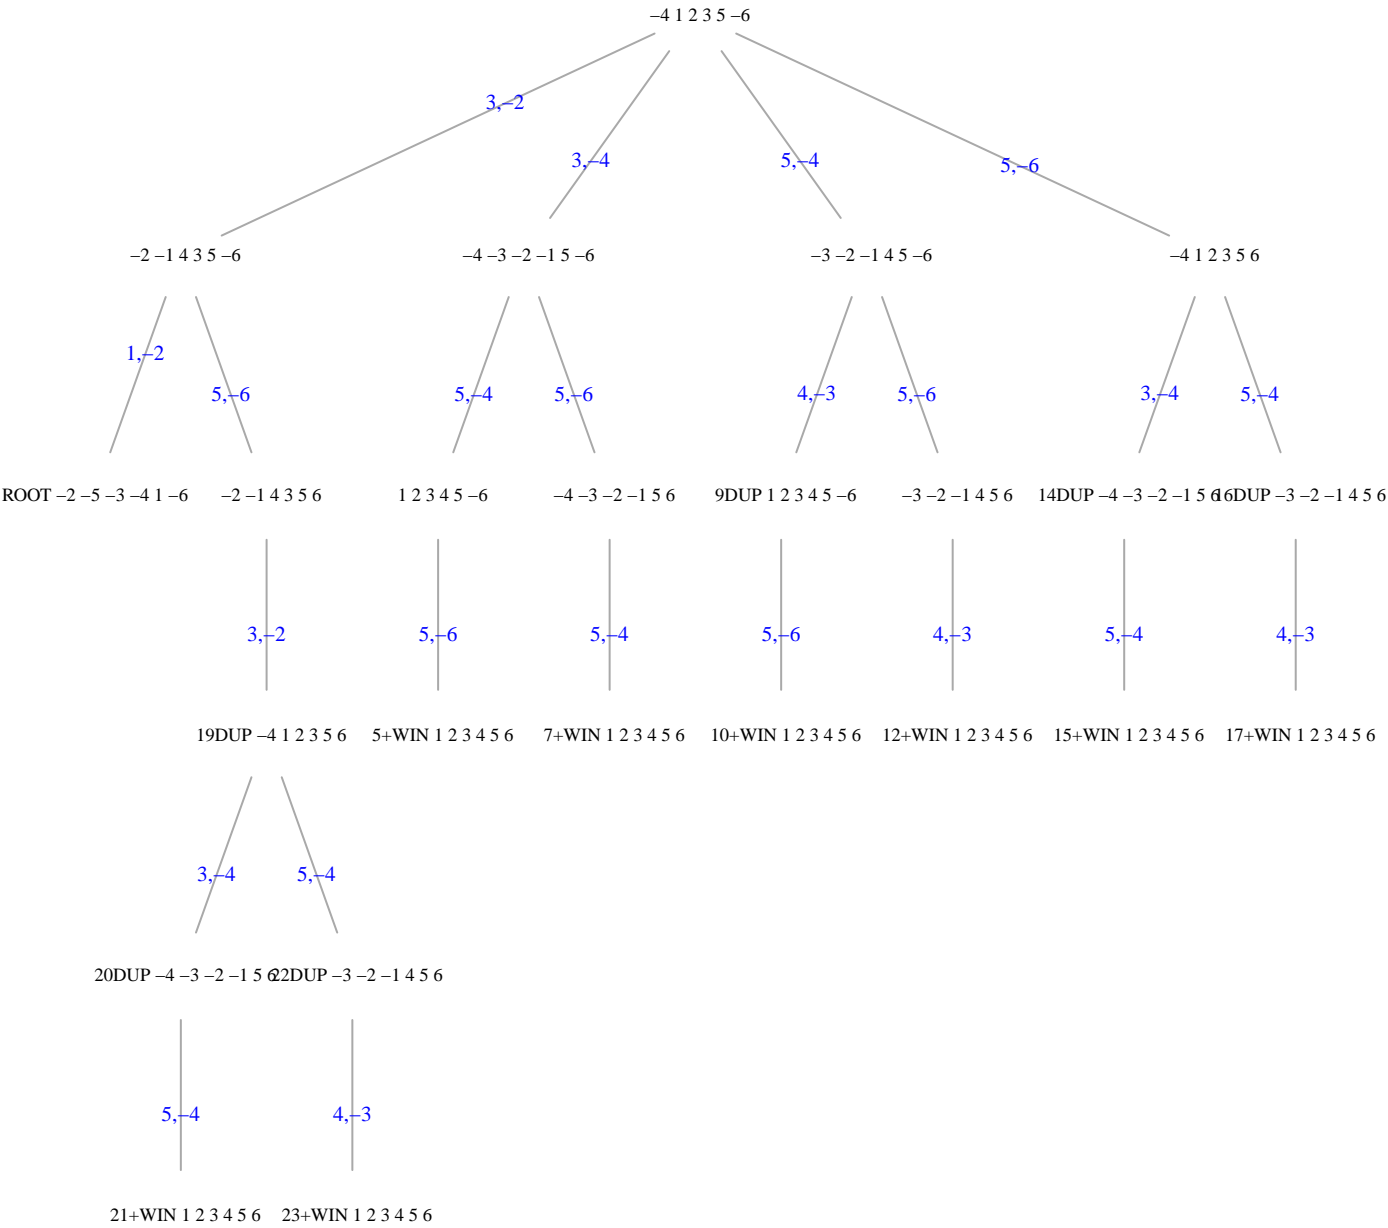 –4 1 2 3 5 –6
3,–2
3,–4
5,–4
5,–6
–2 –1 4 3 5 –6
–4 –3 –2 –1 5 –6
–3 –2 –1 4 5 –6
–4 1 2 3 5 6
1,–2
5,–6
5,–4
5,–6
4,–3
5,–6
3,–4
5,–4
ROOT –2 –5 –3 –4 1 –6
–2 –1 4 3 5 6
1 2 3 4 5 –6
–4 –3 –2 –1 5 6
9DUP 1 2 3 4 5 –6
–3 –2 –1 4 5 6
14DUP –4 –3 –2 –1 5 6
16DUP –3 –2 –1 4 5 6
3,–2
5,–6
5,–4
5,–6
4,–3
5,–4
4,–3
19DUP –4 1 2 3 5 6
5+WIN 1 2 3 4 5 6
7+WIN 1 2 3 4 5 6
10+WIN 1 2 3 4 5 6
12+WIN 1 2 3 4 5 6
15+WIN 1 2 3 4 5 6
17+WIN 1 2 3 4 5 6
3,–4
5,–4
20DUP –4 –3 –2 –1 5 6
22DUP –3 –2 –1 4 5 6
5,–4
4,–3
21+WIN 1 2 3 4 5 6
23+WIN 1 2 3 4 5 6